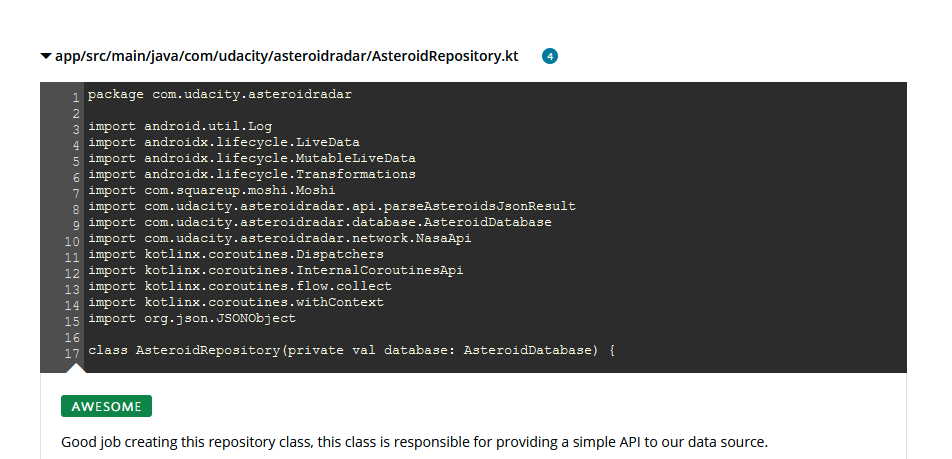 app/src/main/java/com/udacity/asteroidradar/AsteroidRepository.kt 4
1 package com.udacity.asteroidradar
2
3 import android.util.Log
4 import androidx.lifecycle.LiveData
5 import androidx.lifecycle.MutableLiveData
6 import androidx.lifecycle.Transformations
7 import com.squareup.moshi.Moshi
8 import com.udacity.asteroidradar.api.parseAsteroidsJsonResult
9 import com.udacity.asteroidradar.database.AsteroidDatabase
10 import com.udacity.asteroidradar.network.NasaApi
11 import kotlinx.coroutines.Dispatchers
12 import kotlinx.coroutines.InternalCoroutinesApi
13 import kotlinx.coroutines.flow.collect
14 import kotlinx.coroutines.withContext
15 import org.json.JSONObject
16
17 class AsteroidRepository(private val database: AsteroidDatabase) {
AWESOME
Good job creating this repository class, this class is responsible for providing a simple API to our data source.